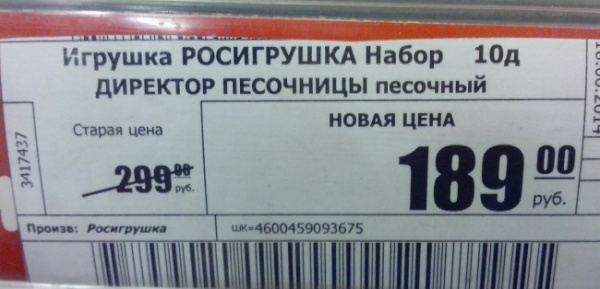 Игрушка РОСИГРУШКА Набор 10д
ДИРЕКТОР ПЕСОЧНИЦЫ песочный
Старая цена
299 00
руб.
НОВАЯ ЦЕНА
189 00
руб.
3417437
Произв: Росигрушка
ШК=4600459093675